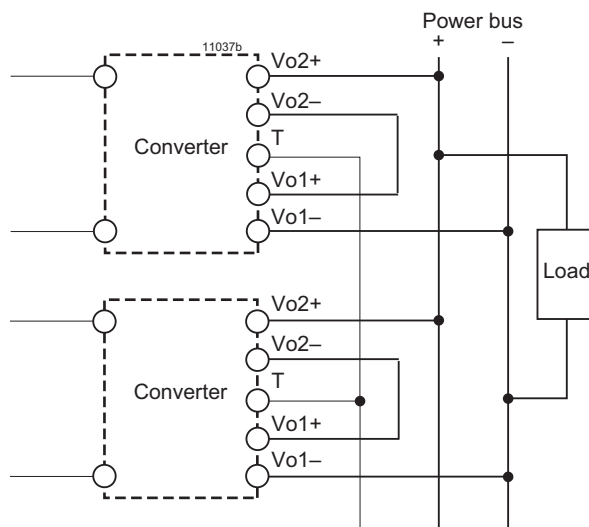 Power bus
+ –
11037b
Vo2+
Vo2–
T
Converter
Vo1+
Vo1–
Load
Vo2+
Vo2–
T
Converter
Vo1+
Vo1–